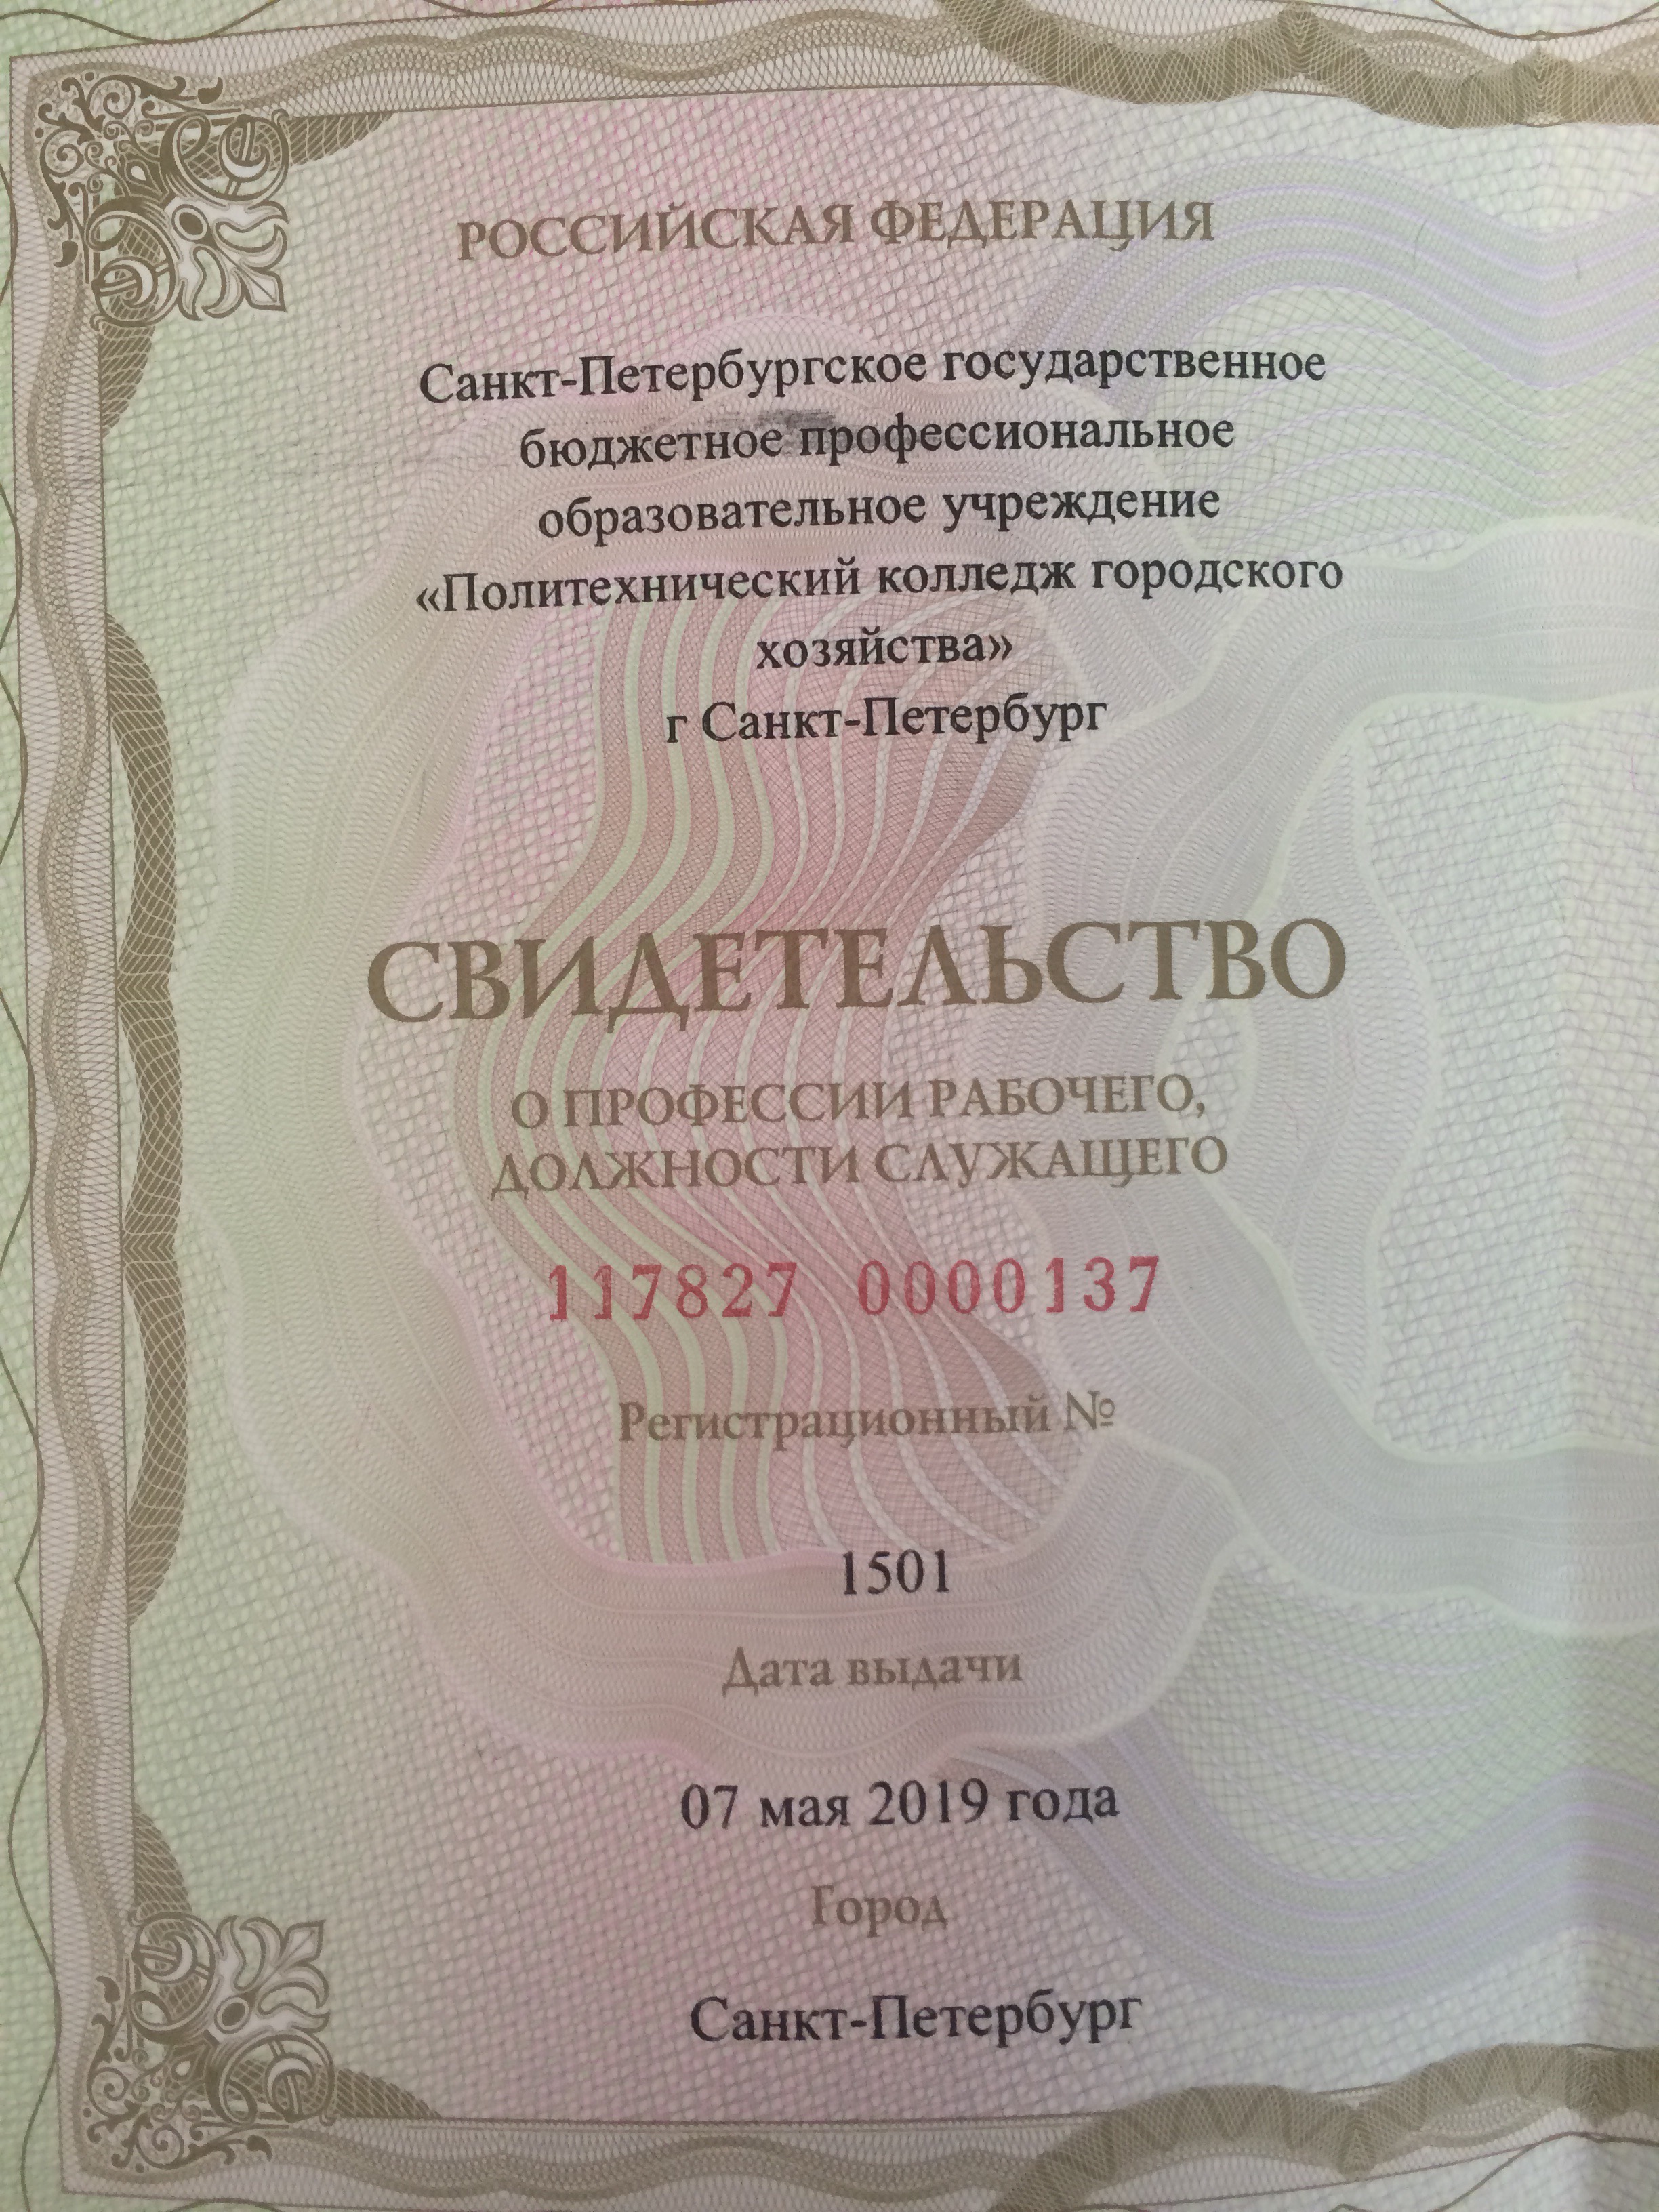 РОССИЙСКАЯ ФЕДЕРАЦИЯ
Санкт-Петербургское государственное
бюджетное профессиональное
образовательное учреждение
«Политехнический колледж городского
хозяйства»
г Санкт-Петербург
СВИДЕТЕЛЬСТВО
О ПРОФЕССИИ РАБОЧЕГО,
ДОЛЖНОСТИ СЛУЖАЩЕГО
117827 0000137
Регистрационный №
1501
Дата выдачи
07 мая 2019 года
Город
Санкт-Петербург